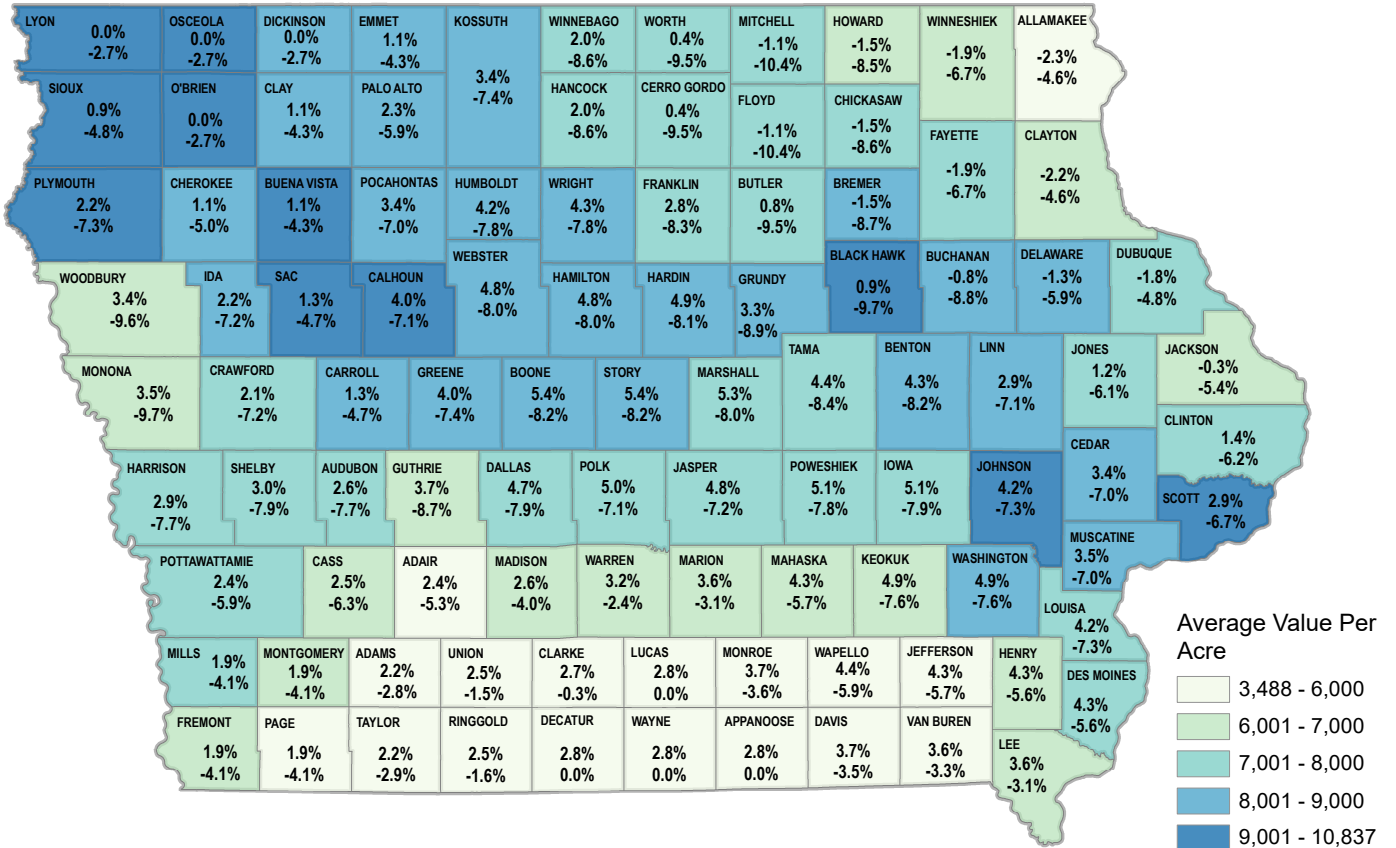 LYON
0.0%
-2.7%
OSCEOLA
0.0%
-2.7%
DICKINSON
0.0%
-2.7%
EMMET
1.1%
-4.3%
KOSSUTH
3.4%
-7.4%
WINNEBAGO
2.0%
-8.6%
WORTH
0.4%
-9.5%
MITCHELL
-1.1%
-10.4%
HOWARD
-1.5%
-8.5%
WINNESHIEK
-1.9%
-6.7%
ALLAMAKEE
-2.3%
-4.6%
SIOUX
0.9%
-4.8%
O'BRIEN
0.0%
-2.7%
CLAY
1.1%
-4.3%
PALO ALTO
2.3%
-5.9%
HANCOCK
2.0%
-8.6%
CERRO GORDO
0.4%
-9.5%
FLOYD
-1.1%
-10.4%
CHICKASAW
-1.5%
-8.6%
FAYETTE
-1.9%
-6.7%
CLAYTON
-2.2%
-4.6%
PLYMOUTH
2.2%
-7.3%
CHEROKEE
1.1%
-5.0%
BUENA VISTA
1.1%
-4.3%
POCAHONTAS
3.4%
-7.0%
HUMBOLDT
4.2%
-7.8%
WRIGHT
4.3%
-7.8%
FRANKLIN
2.8%
-8.3%
BUTLER
0.8%
-9.5%
BREMER
-1.5%
-8.7%
WOODBURY
3.4%
-9.6%
IDA
2.2%
-7.2%
SAC
1.3%
-4.7%
CALHOUN
4.0%
-7.1%
WEBSTER
4.8%
-8.0%
HAMILTON
4.8%
-8.0%
HARDIN
4.9%
-8.1%
GRUNDY
3.3%
-8.9%
BLACK HAWK
0.9%
-9.7%
BUCHANAN
-0.8%
-8.8%
DELAWARE
-1.3%
-5.9%
DUBUQUE
-1.8%
-4.8%
MONONA
3.5%
-9.7%
CRAWFORD
2.1%
-7.2%
CARROLL
1.3%
-4.7%
GREENE
4.0%
-7.4%
BOONE
5.4%
-8.2%
STORY
5.4%
-8.2%
MARSHALL
5.3%
-8.0%
TAMA
4.4%
-8.4%
BENTON
4.3%
-8.2%
LINN
2.9%
-7.1%
JONES
1.2%
-6.1%
JACKSON
-0.3%
-5.4%
CLINTON
1.4%
-6.2%
CEDAR
3.4%
-7.0%
HARRISON
2.9%
-7.7%
SHELBY
3.0%
-7.9%
AUDUBON
2.6%
-7.7%
GUTHRIE
3.7%
-8.7%
DALLAS
4.7%
-7.9%
POLK
5.0%
-7.1%
JASPER
4.8%
-7.2%
POWESHIEK
5.1%
-7.8%
IOWA
5.1%
-7.9%
JOHNSON
4.2%
-7.3%
SCOTT 2.9%
-6.7%
MUSCATINE
3.5%
-7.0%
POTTAWATTAMIE
2.4%
-5.9%
CASS
2.5%
-6.3%
ADAIR
2.4%
-5.3%
MADISON
2.6%
-4.0%
WARREN
3.2%
-2.4%
MARION
3.6%
-3.1%
MAHASKA
4.3%
-5.7%
KEOKUK
4.9%
-7.6%
WASHINGTON
4.9%
-7.6%
LOUISA
4.2%
-7.3%
MILLS 1.9%
-4.1%
MONTGOMERY
1.9%
-4.1%
ADAMS
2.2%
-2.8%
UNION
2.5%
-1.5%
CLARKE
2.7%
-0.3%
LUCAS
2.8%
0.0%
MONROE
3.7%
-3.6%
WAPELLO
4.4%
-5.9%
JEFFERSON
4.3%
-5.7%
HENRY
4.3%
-5.6%
DES MOINES
4.3%
-5.6%
FREMONT
1.9%
-4.1%
PAGE
1.9%
-4.1%
TAYLOR
2.2%
-2.9%
RINGGOLD
2.5%
-1.6%
DECATUR
2.8%
0.0%
WAYNE
2.8%
0.0%
APPANOOSE
2.8%
0.0%
DAVIS
3.7%
-3.5%
VAN BUREN
3.6%
-3.3%
LEE
3.6%
-3.1%
Average Value Per
Acre
3,488 - 6,000
6,001 - 7,000
7,001 - 8,000
8,001 - 9,000
9,001 - 10,837